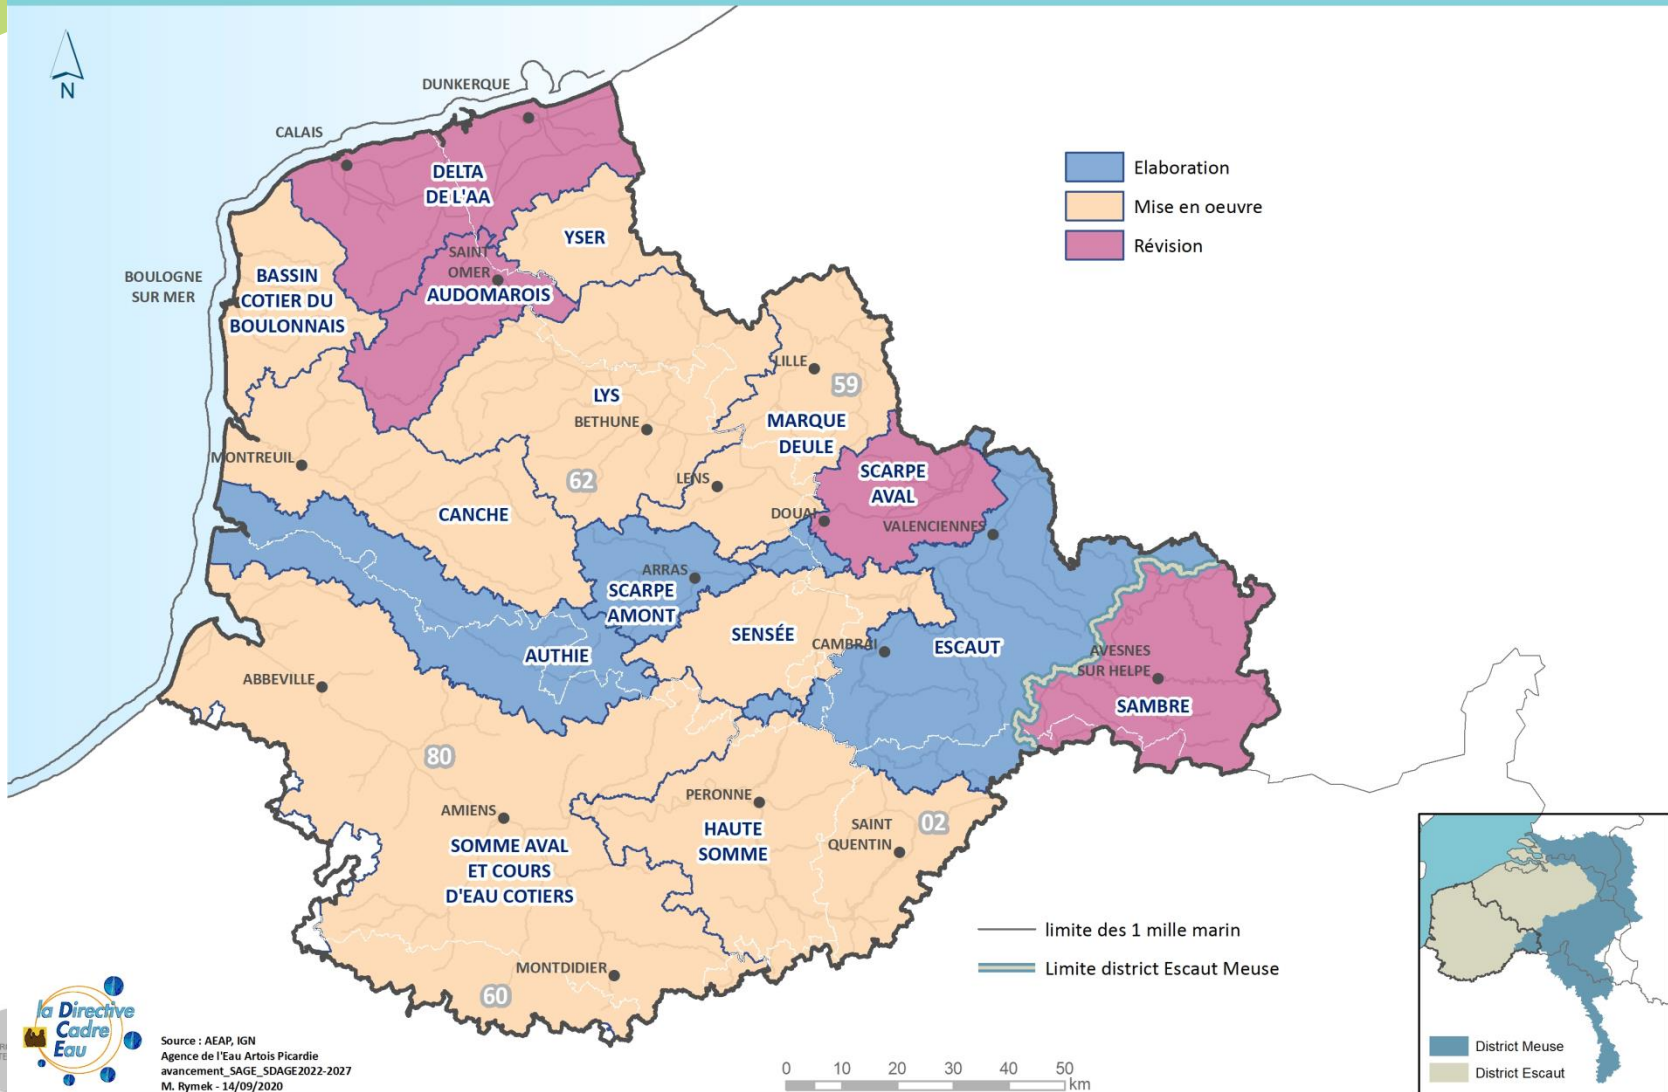 N
DUNKERQUE
CALAIS
DELTA
DE L'AA
Elaboration
Mise en oeuvre
Révision
YSER
SAINT
OMER
BOULOGNE
SUR MER
BASSIN
COTIER DU
BOULONNAIS
AUDOMAROIS
LILLE
59
LYS
BETHUNE
MARQUE
DEULE
MONTREUIL
62
LENS
SCARPE
AVAL
CANCHE
DOUAI
VALENCIENNES
ARRAS
SCARPE
AMONT
SENSÉE
CAMBRAI
ESCAUT
AUTHIE
AVESNES
SUR HELPE
ABBEVILLE
SAMBRE
80
PERONNE
AMIENS
HAUTE
SOMME
SAINT
QUENTIN
02
SOMME AVAL
ET COURS
D'EAU COTIERS
limite des 1 mille marin
Limite district Escaut Meuse
MONTDIDIER
60
la Directive
Cadre
Eau
Source : AEAP, IGN
Agence de l'Eau Artois Picardie
avancement_SAGE_SDAGE2022-2027
M. Rymek - 14/09/2020
0 10 20 30 40 50
km
District Meuse
District Escaut